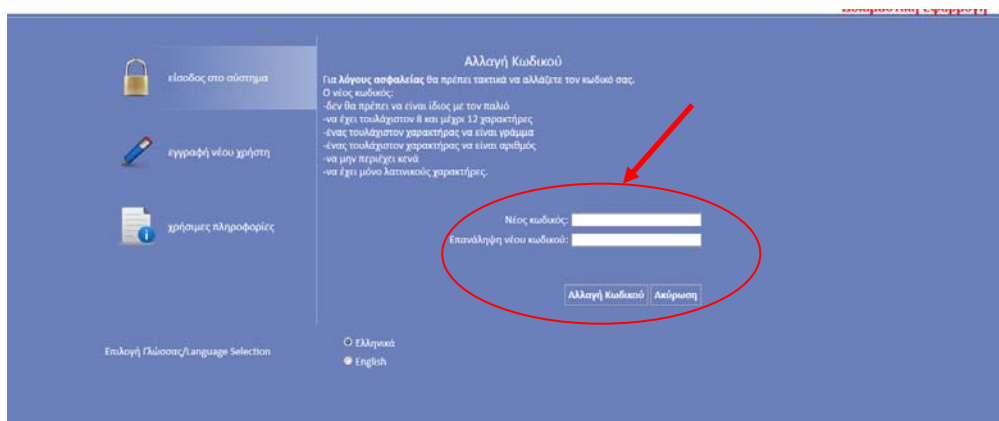 είσοδος στο σύστημα
εγγραφή νέου χρήστη
χρήσιμες πληροφορίες
Αλλαγή Κωδικού
Για λόγους ασφαλείας θα πρέπει τακτικά να αλλάζετε τον κωδικό σας.
Ο νέος κωδικός:
-δεν θα πρέπει να είναι ίδιος με τον παλιό
-να έχει τουλάχιστον 8 και μέχρι 12 χαρακτήρες
-ένας τουλάχιστον χαρακτήρας να είναι γράμμα
-ένας τουλάχιστον χαρακτήρας να είναι αριθμός
-να μην περιέχει κενά
-να έχει μόνο λατινικούς χαρακτήρες.
Νέος κωδικός:
Επανάληψη νέου κωδικού:
Αλλαγή Κωδικού Ακύρωση
Επιλογή Γλώσσας/Language Selection
Ελληνικά
English